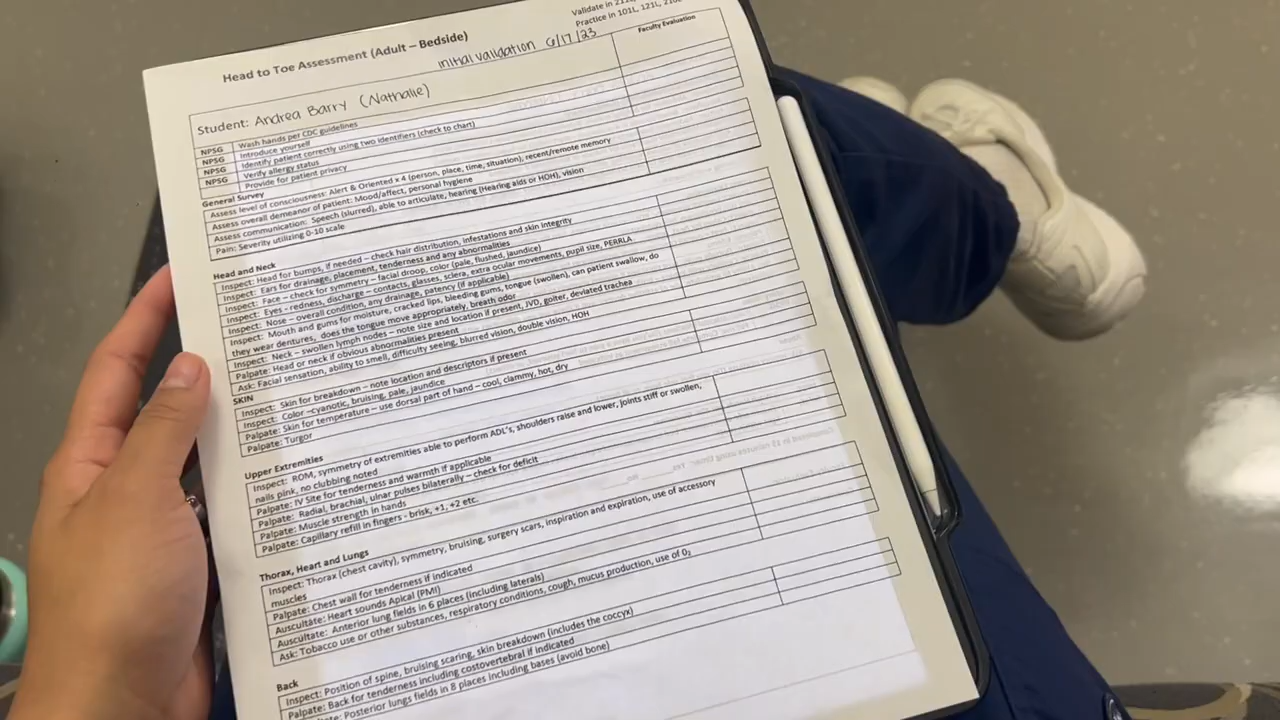 Validate in 211L
Practice in 101L, 121L,
Head to Toe Assessment (Adult – Bedside)
initial validation 6/17/23
Faculty Evaluation
Student: Andrea Barry (Nathalie)
NPSG Wash hands per CDC guidelines
NPSG Introduce yourself
NPSG Identify patient correctly using two identifiers (check to chart)
NPSG Verify allergy status
Provide for patient privacy
General Survey
Assess level of consciousness: Alert & Oriented x 4 (person, place, time, situation), recent/remote memory
Assess overall demeanor of patient: Mood/affect, personal hygiene
Assess communication: Speech (slurred), able to articulate, hearing (Hearing aids or HOH), vision
Pain: Severity utilizing 0-10 scale
Head and Neck
Inspect: Head for bumps, if needed – check hair distribution, infestations and skin integrity
Inspect: Ears for drainage, placement, tenderness and any abnormalities
Inspect: Face – check for symmetry – facial droop, color (pale, flushed, jaundice)
Inspect: Eyes - redness, discharge – contacts, glasses, sclera, extra ocular movements, pupil size, PERRLA
Inspect: Nose – overall condition, any drainage, patency (if applicable)
Inspect: Mouth and gums for moisture, cracked lips, bleeding gums, tongue (swollen), can patient swallow, do
they wear dentures, does the tongue move appropriately, breath odor
Inspect: Neck – swollen lymph nodes – note size and location if present, JVD, goiter, deviated trachea
Palpate: Head or neck if obvious abnormalities present
Ask: Facial sensation, ability to smell, difficulty seeing, blurred vision, double vision, HOH
SKIN
Inspect: Skin for breakdown – note location and descriptors if present
Inspect: Color –cyanotic, bruising, pale, jaundice
Palpate: Skin for temperature – use dorsal part of hand – cool, clammy, hot, dry
Palpate: Turgor
Upper Extremities
Inspect: ROM, symmetry of extremities able to perform ADL's, shoulders raise and lower, joints stiff or swollen,
nails pink, no clubbing noted
Palpate: IV Site for tenderness and warmth if applicable
Palpate: Radial, brachial, ulnar pulses bilaterally – check for deficit
Palpate: Muscle strength in hands
Palpate: Capillary refill in fingers - brisk, +1, +2 etc.
Thorax, Heart and Lungs
Inspect: Thorax (chest cavity), symmetry, bruising, surgery scars, inspiration and expiration, use of accessory
muscles
Palpate: Chest wall for tenderness if indicated
Auscultate: Heart sounds Apical (PMI)
Auscultate: Anterior lung fields in 6 places (including laterals)
Ask: Tobacco use or other substances, respiratory conditions, cough, mucus production, use of O₂
Back
Inspect: Position of spine, bruising scaring, skin breakdown (includes the coccyx)
Palpate: Back for tenderness including costovertebral if indicated
Posterior lungs fields in 8 places including bases (avoid bone)